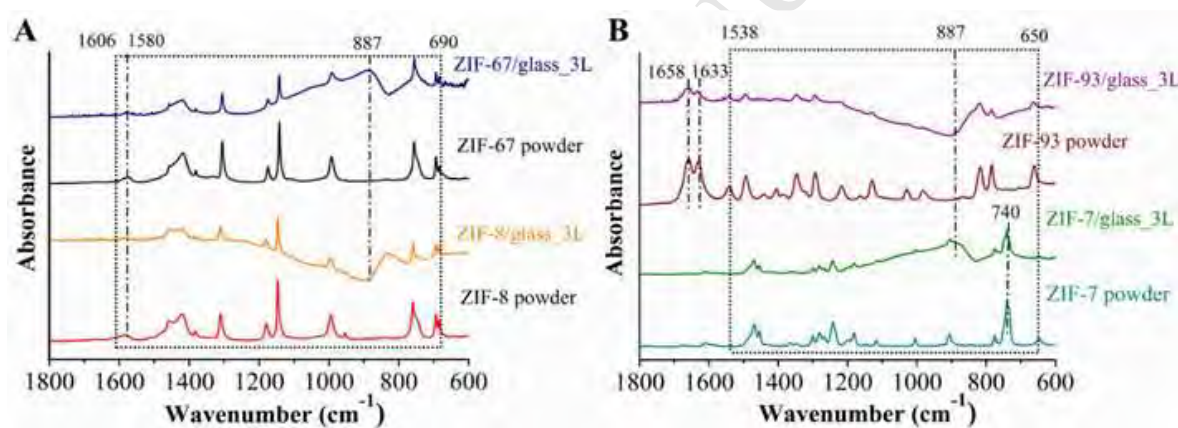 A
1606 1580 887 690
ZIF-67/glass_3L
ZIF-67 powder
ZIF-8/glass_3L
ZIF-8 powder
Absorbance
1800 1600 1400 1200 1000 800 600
Wavenumber (cm⁻¹)
B
1538 887 650
1658 1633
ZIF-93/glass_3L
ZIF-93 powder
740
ZIF-7/glass_3L
ZIF-7 powder
Absorbance
1800 1600 1400 1200 1000 800 600
Wavenumber (cm⁻¹)